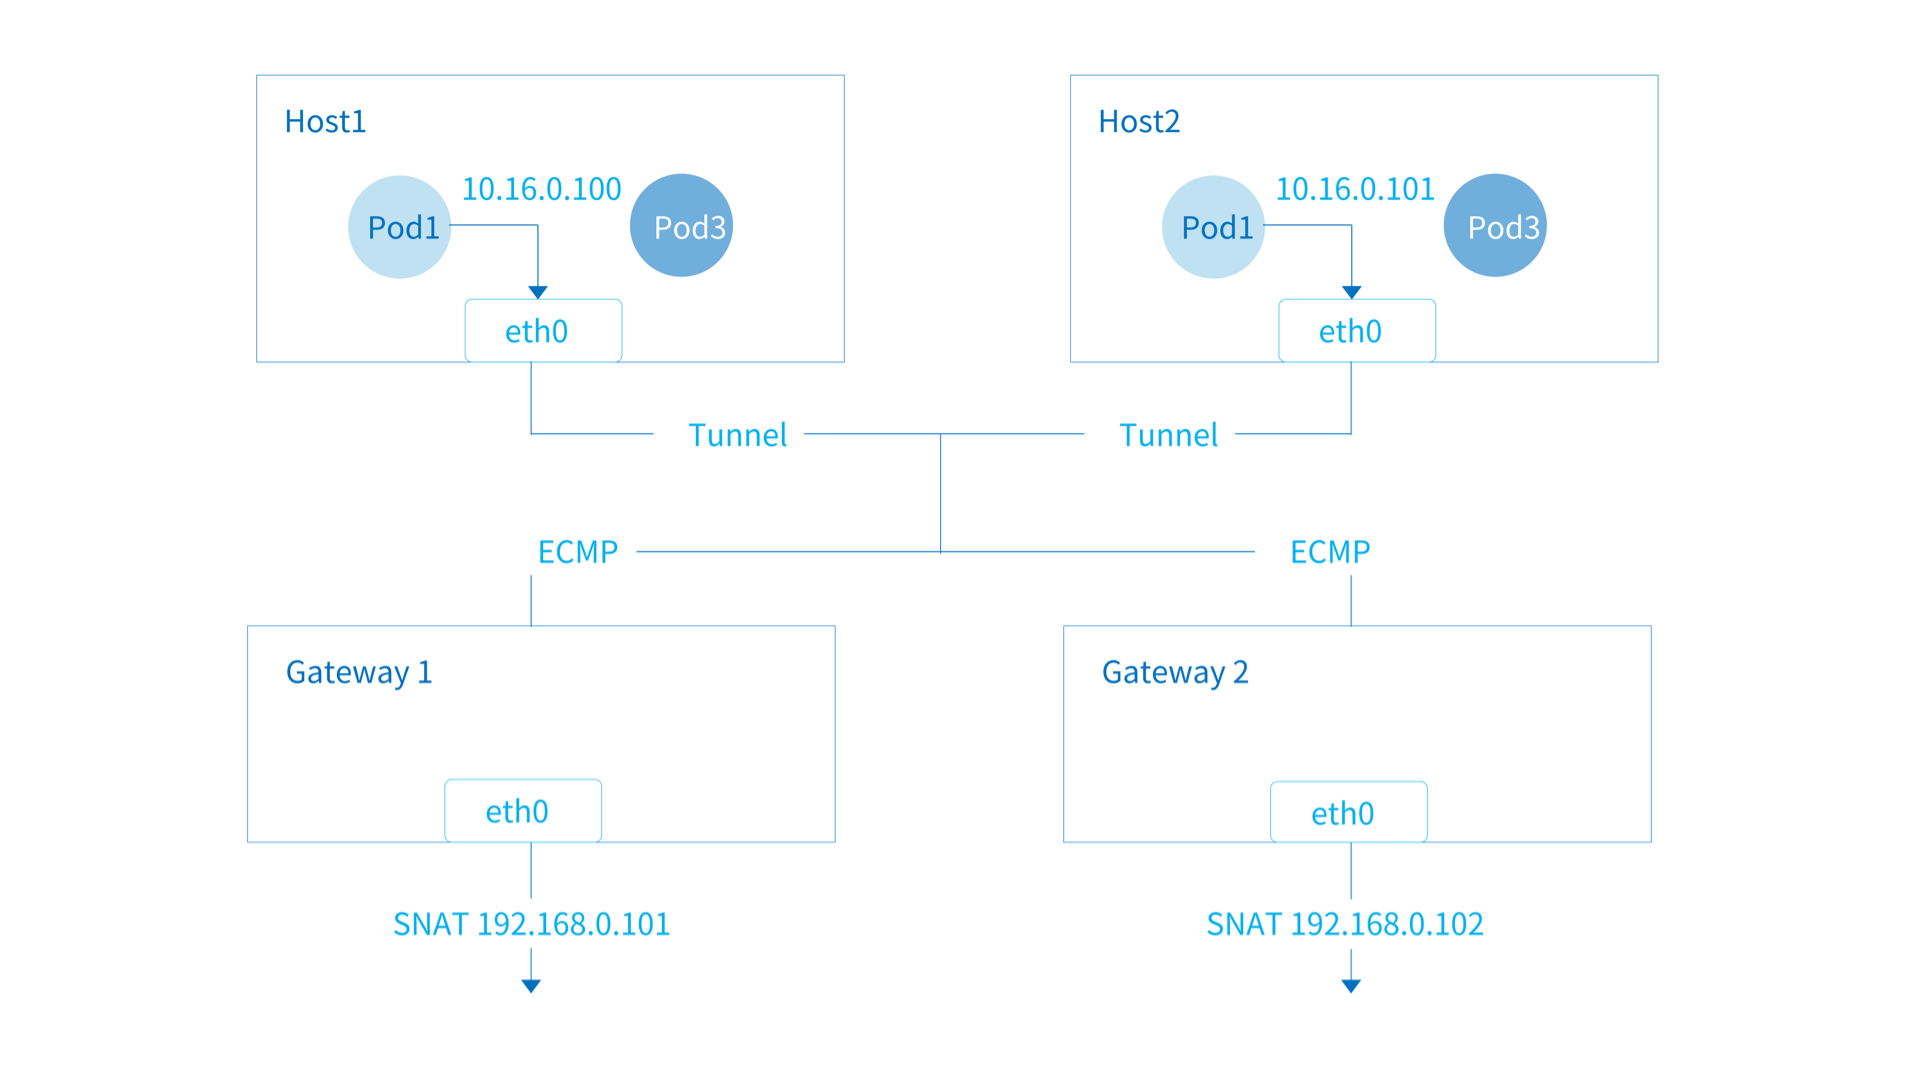 Host1
10.16.0.100
Pod1
Pod3
eth0
Host2
10.16.0.101
Pod1
Pod3
eth0
Tunnel
Tunnel
ECMP
ECMP
Gateway 1
eth0
SNAT 192.168.0.101
Gateway 2
eth0
SNAT 192.168.0.102